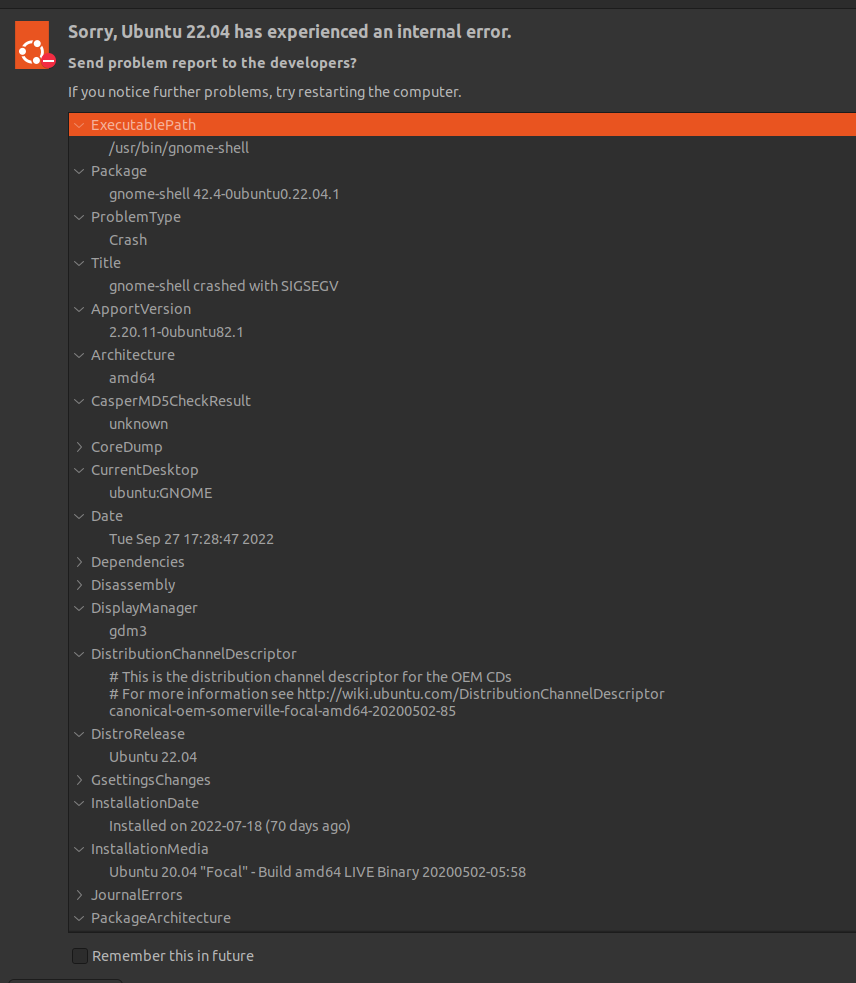 Sorry, Ubuntu 22.04 has experienced an internal error.
Send problem report to the developers?
If you notice further problems, try restarting the computer.
ExecutablePath
/usr/bin/gnome-shell
Package
gnome-shell 42.4-0ubuntu0.22.04.1
ProblemType
Crash
Title
gnome-shell crashed with SIGSEGV
ApportVersion
2.20.11-0ubuntu82.1
Architecture
amd64
CasperMD5CheckResult
unknown
CoreDump
CurrentDesktop
ubuntu:GNOME
Date
Tue Sep 27 17:28:47 2022
Dependencies
Disassembly
DisplayManager
gdm3
DistributionChannelDescriptor
# This is the distribution channel descriptor for the OEM CDs
# For more information see http://wiki.ubuntu.com/DistributionChannelDescriptor
canonical-oem-somerville-focal-amd64-20200502-85
DistroRelease
Ubuntu 22.04
GsettingsChanges
InstallationDate
Installed on 2022-07-18 (70 days ago)
InstallationMedia
Ubuntu 20.04 "Focal" - Build amd64 LIVE Binary 20200502-05:58
JournalErrors
PackageArchitecture
Remember this in future